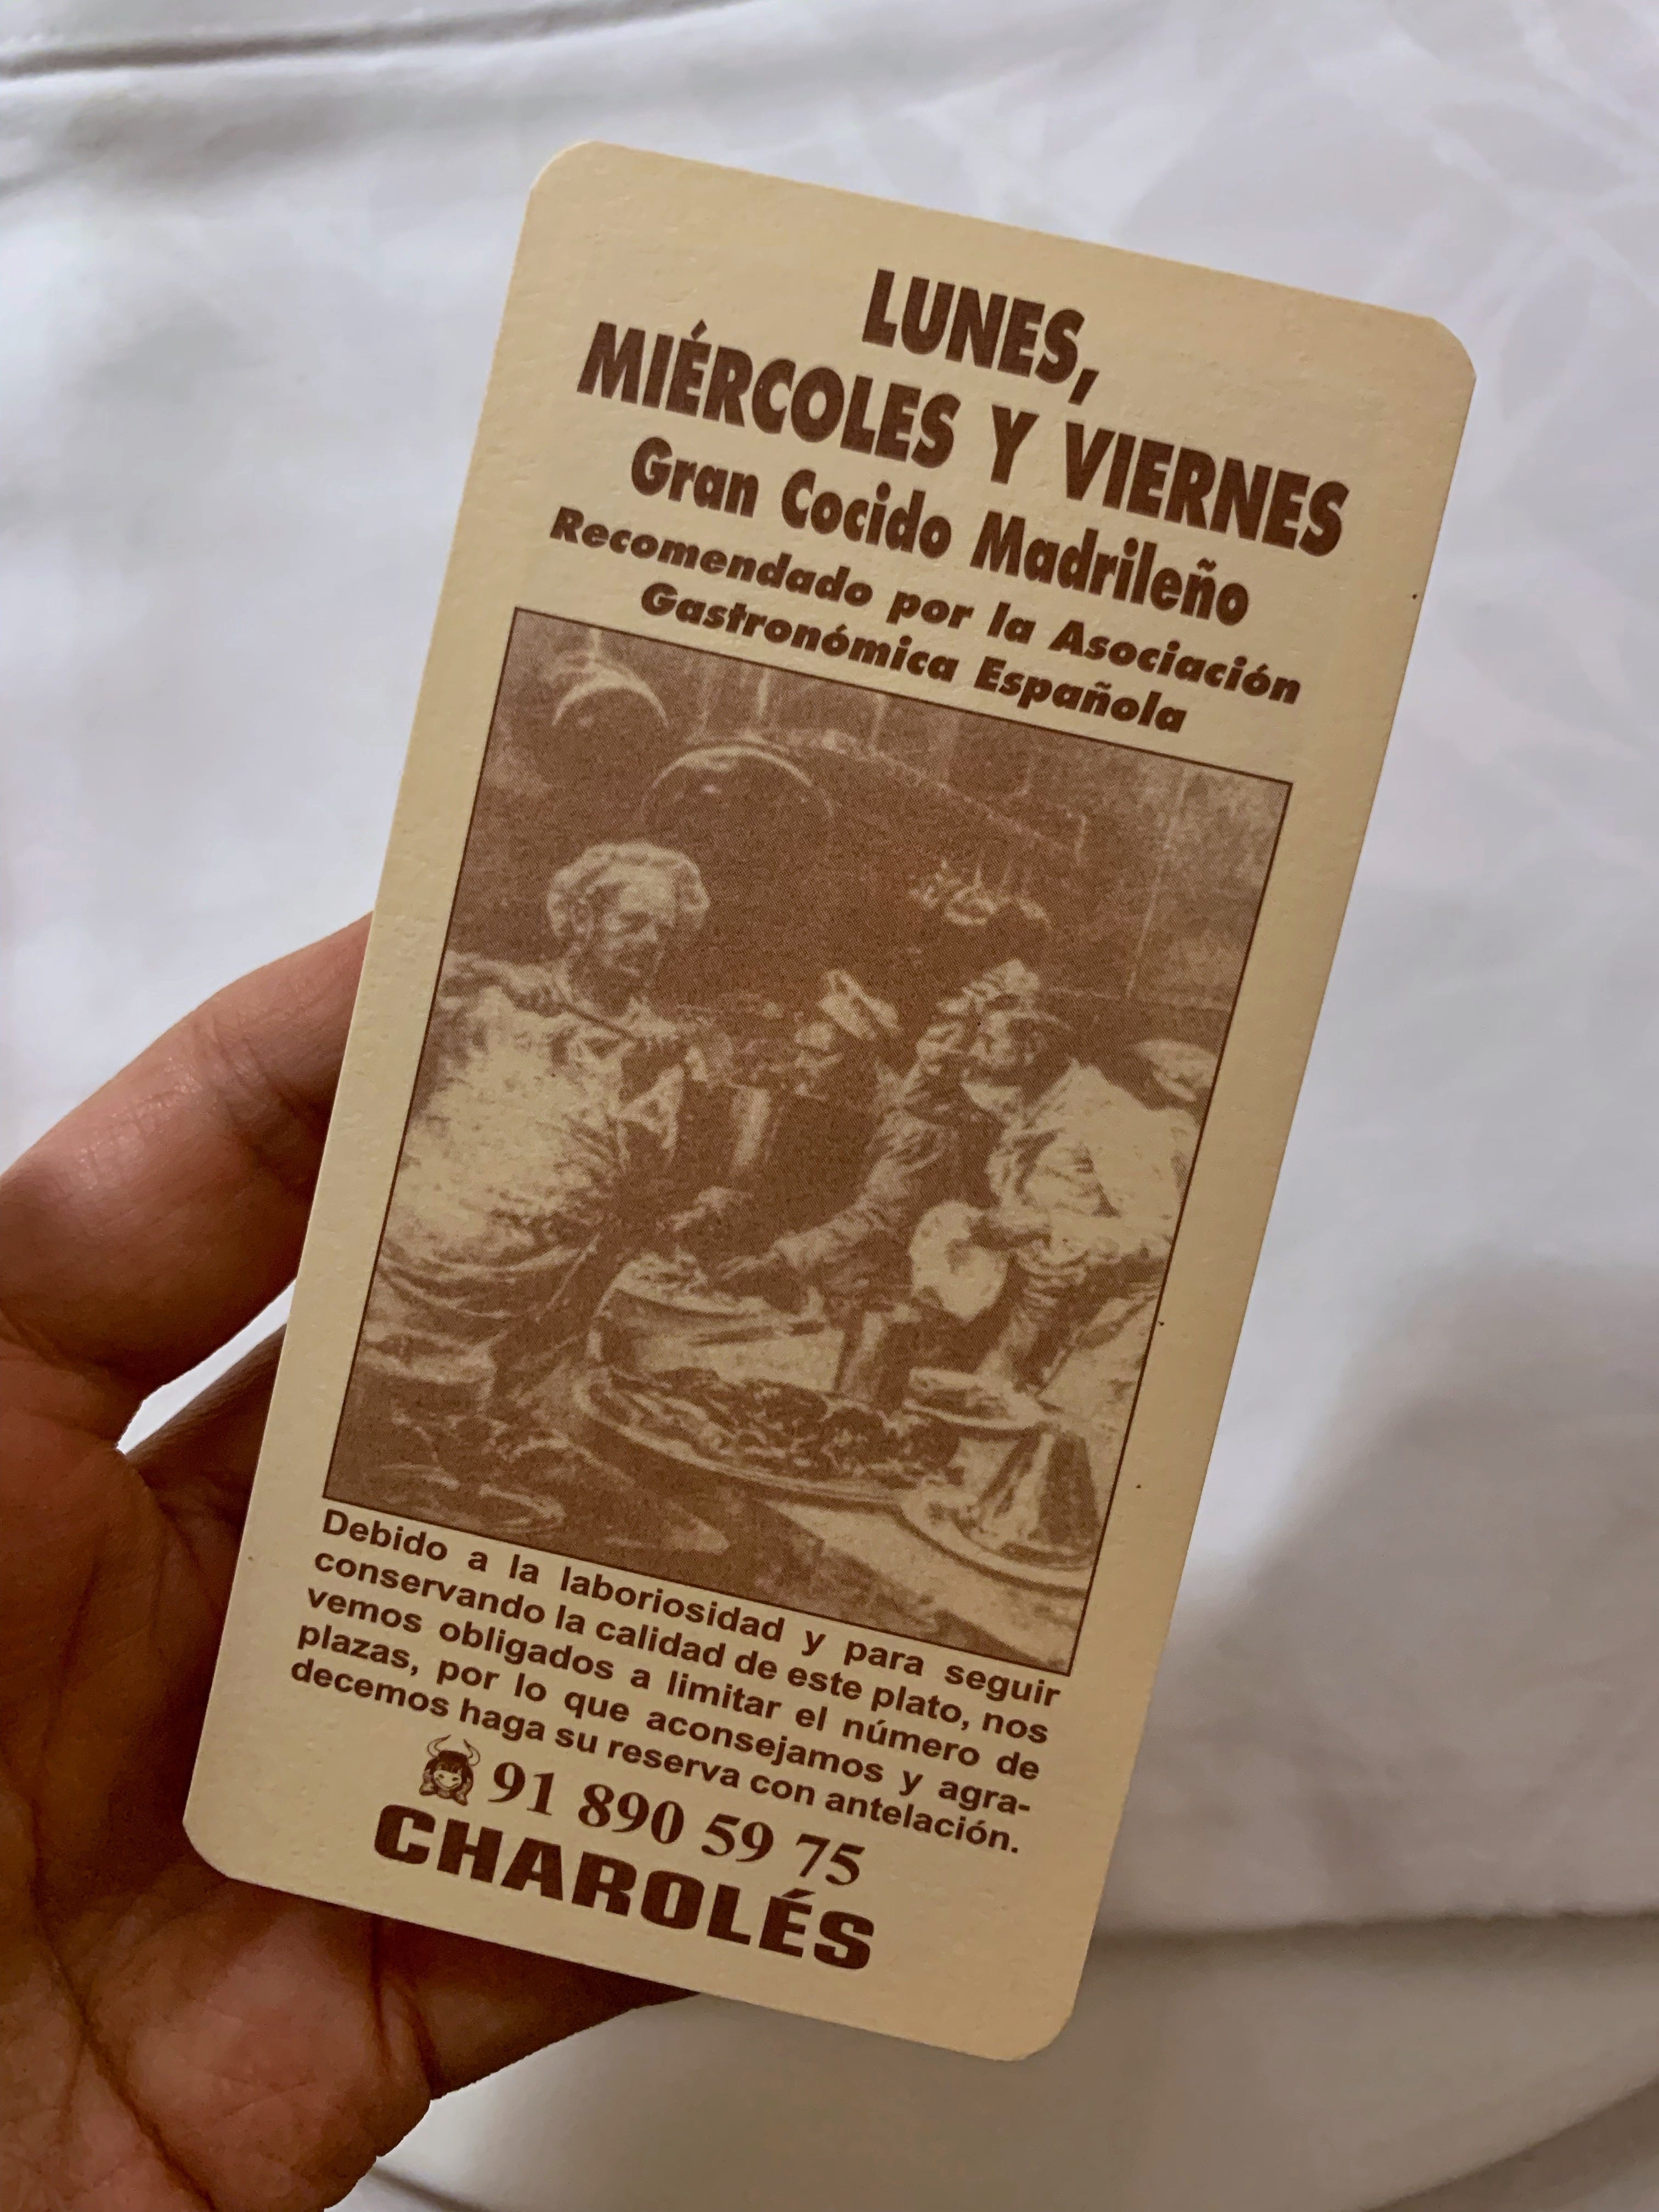 LUNES,
MIÉRCOLES Y VIERNES
Gran Cocido Madrileño
Recomendado por la Asociación
Gastronómica Española
Debido a la laboriosidad y para seguir
conservando la calidad de este plato, nos
vemos obligados a limitar el número de
plazas, por lo que aconsejamos y agra-
decemos haga su reserva con antelación.
91 890 59 75
CHAROLÉS